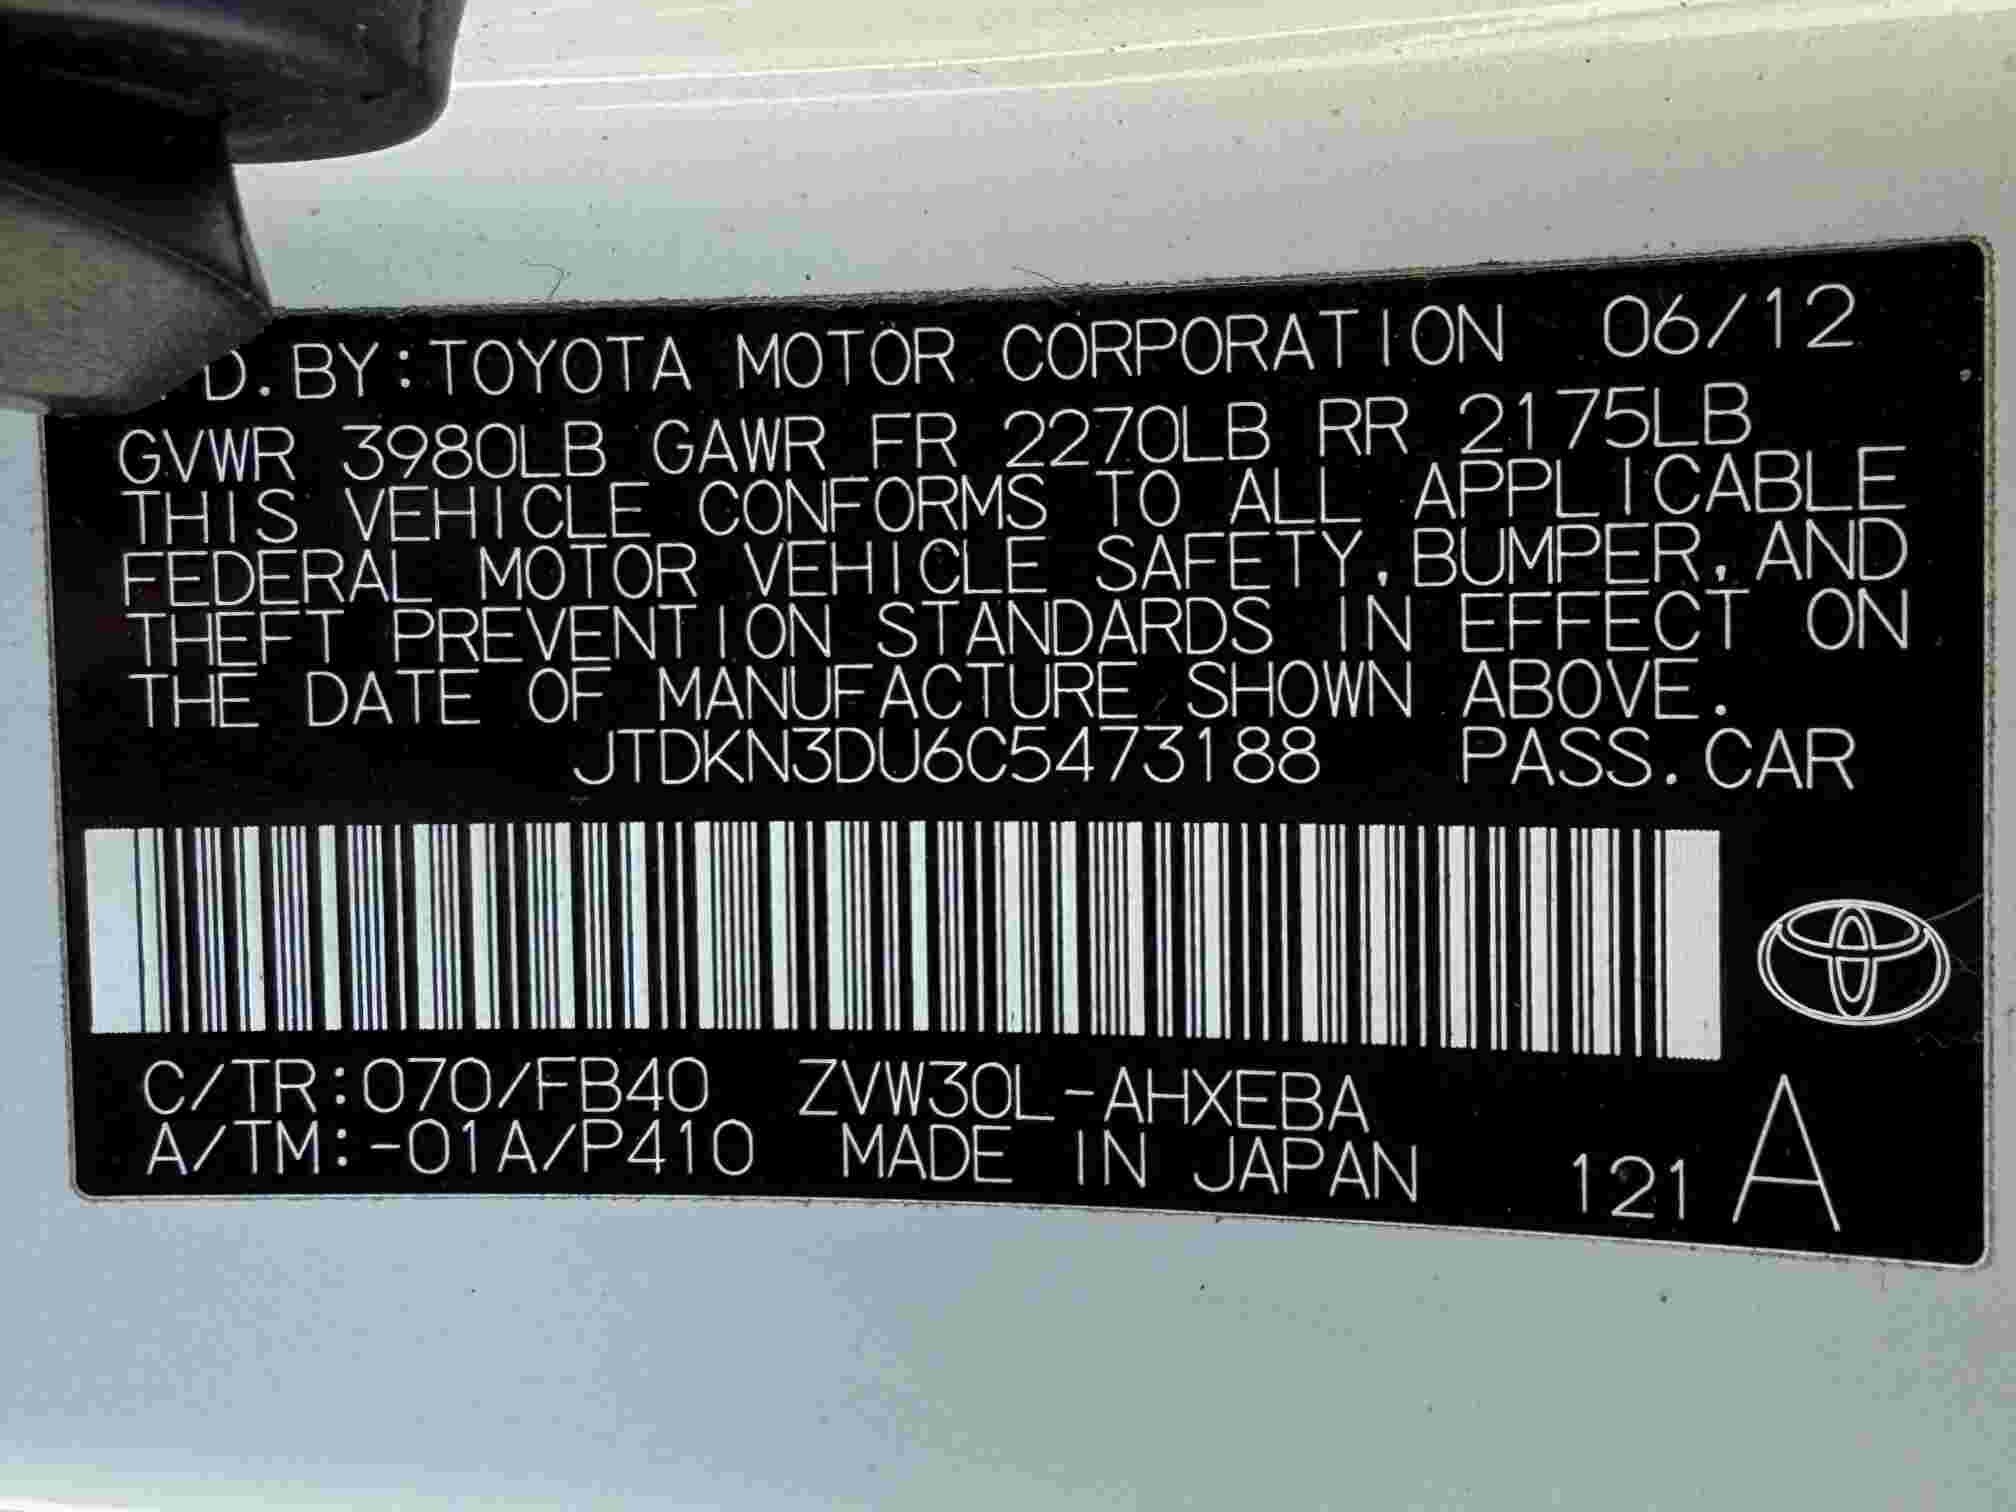 D. BY: TOYOTA MOTOR CORPORATION 06/12
GVWR 3980LB GAWR FR 2270LB RR 2175LB
THIS VEHICLE CONFORMS TO ALL APPLICABLE
FEDERAL MOTOR VEHICLE SAFETY, BUMPER, AND
THEFT PREVENTION STANDARDS IN EFFECT ON
THE DATE OF MANUFACTURE SHOWN ABOVE.
JTDKN3DU6C5473188 PASS. CAR
C/TR:070/FB40 ZVW30L-AHXEBA
A/TM:-01A/P410 MADE IN JAPAN 121 A